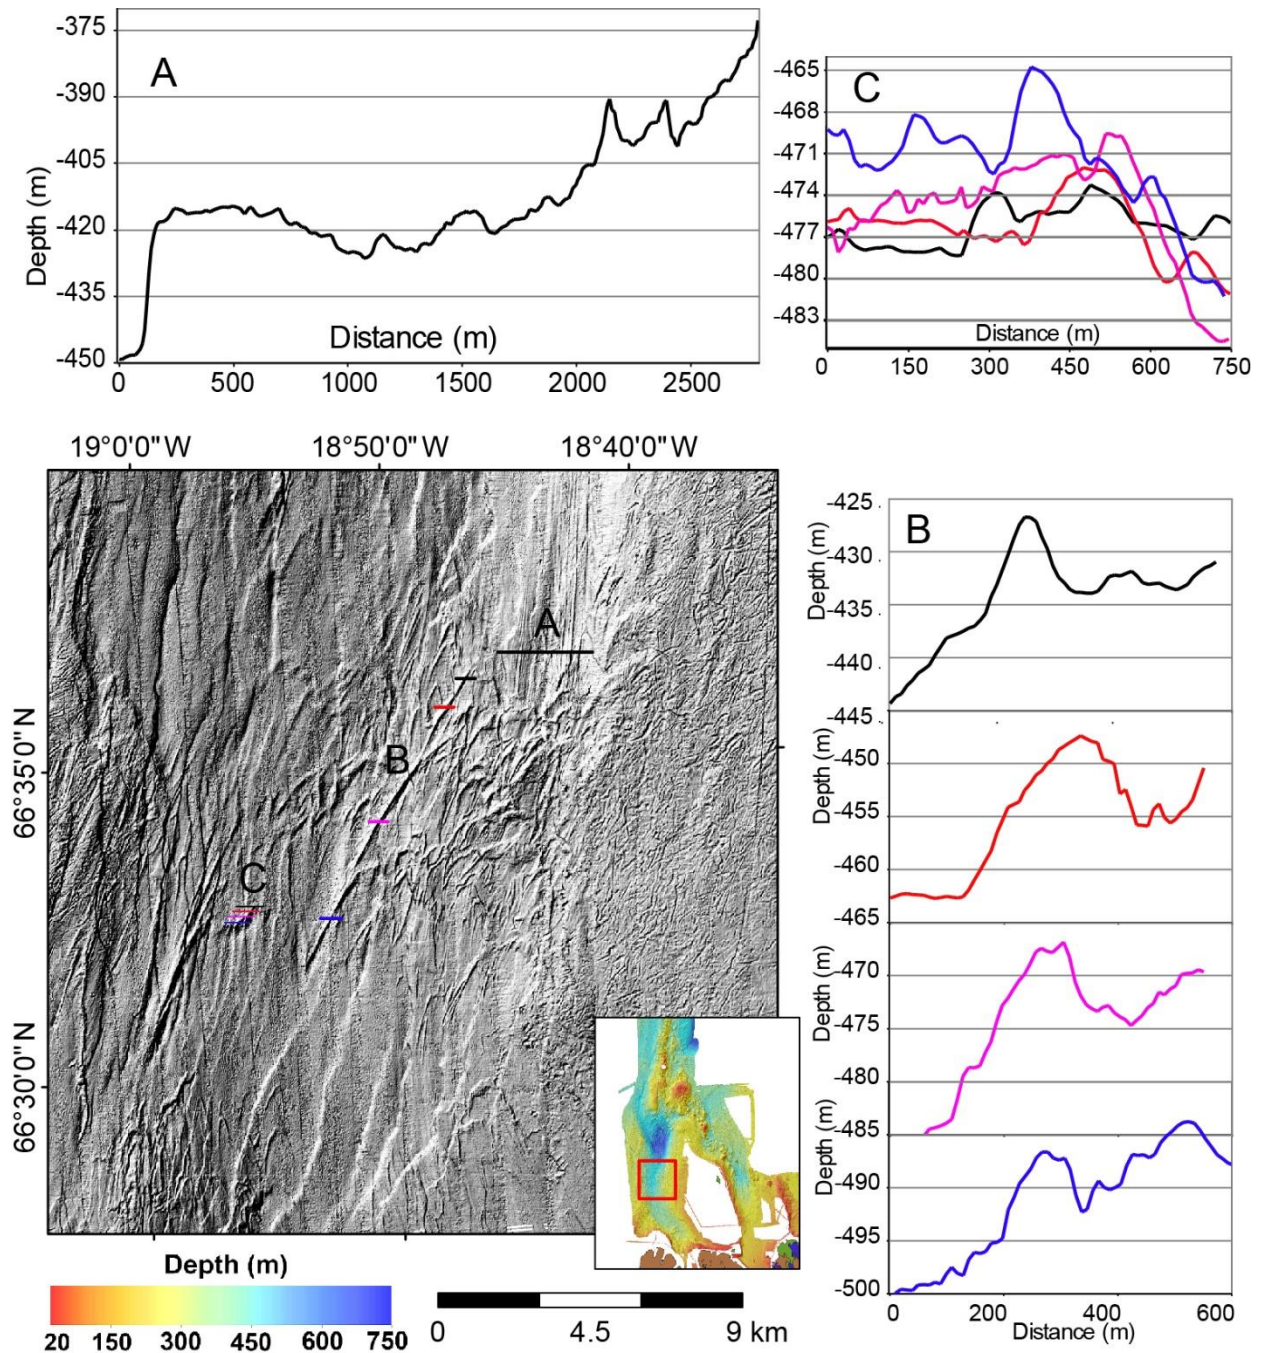 -375
-390
-405
-420
-435
-450
Depth (m)
A
Distance (m)
0 500 1000 1500 2000 2500
-465
-468
-471
-474
-477
-480
-483
C
Distance (m)
0 150 300 450 600 750
19°0'0"W 18°50'0"W 18°40'0"W
66°35'0"N
66°30'0"N
A
B
C
-425
-430
-435
-440
Depth (m)
B
-445
-450
-455
-460
-465
Depth (m)
-470
-475
-480
-485
Depth (m)
-490
-495
-500
Depth (m)
0 200 400 600
Distance (m)
Depth (m)
20 150 300 450 600 750
0 4.5 9 km